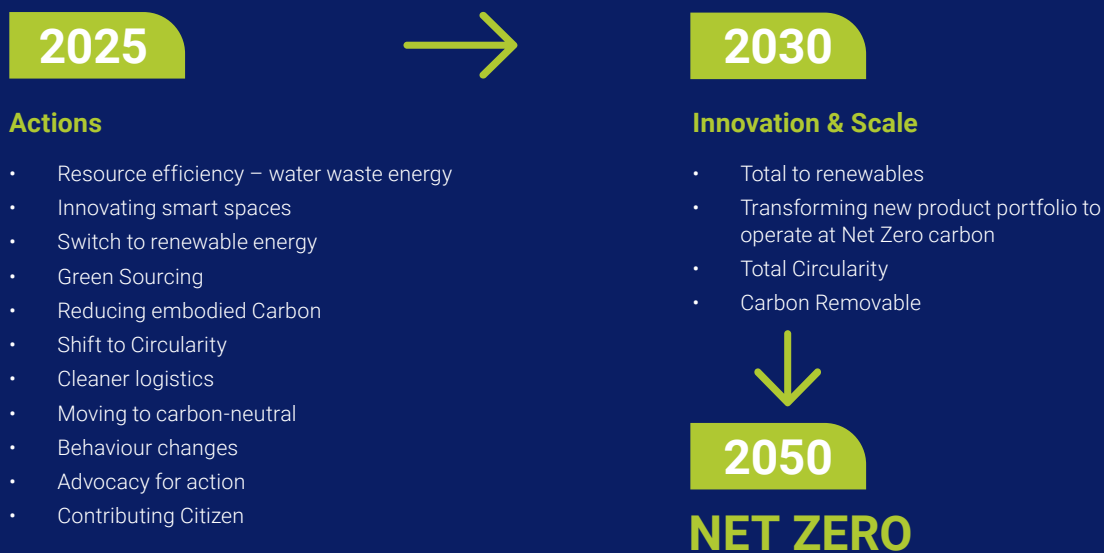 2025
Actions
• Resource efficiency – water waste energy
• Innovating smart spaces
• Switch to renewable energy
• Green Sourcing
• Reducing embodied Carbon
• Shift to Circularity
• Cleaner logistics
• Moving to carbon-neutral
• Behaviour changes
• Advocacy for action
• Contributing Citizen
2030
Innovation & Scale
• Total to renewables
• Transforming new product portfolio to
operate at Net Zero carbon
• Total Circularity
• Carbon Removable
2050
NET ZERO